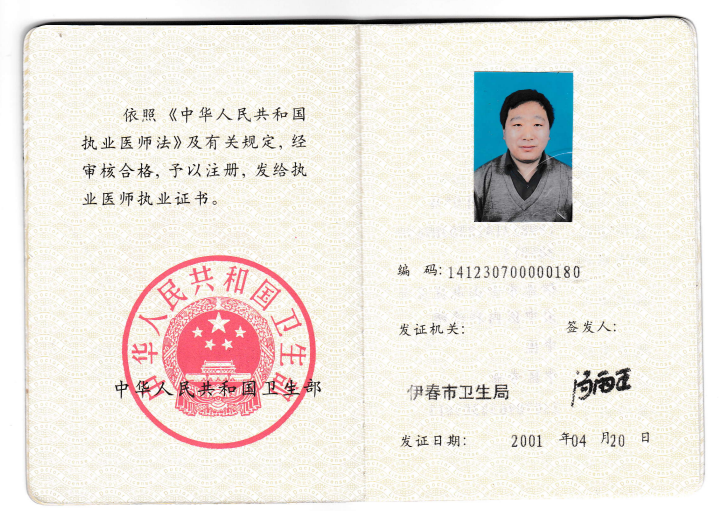 依照《中华人民共和国
执业医师法》及有关规定,经
审核合格,予以注册,发给执
业医师执业证书。
中华人民共和国卫生部
中华人民共和国卫生部
编 码:141230700000180
发证机关: 签发人:
伊春市卫生局
发证日期: 2001 年04 月20 日